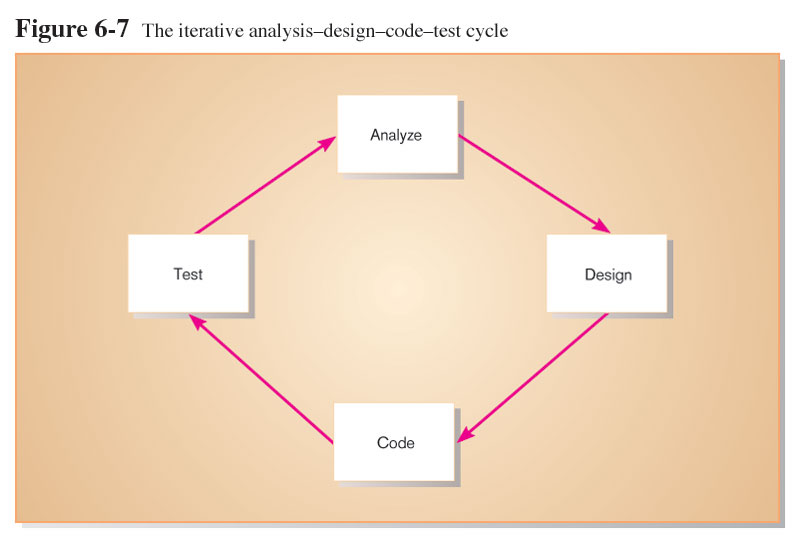 Figure 6-7 The iterative analysis–design–code–test cycle
Analyze
Test
Design
Code